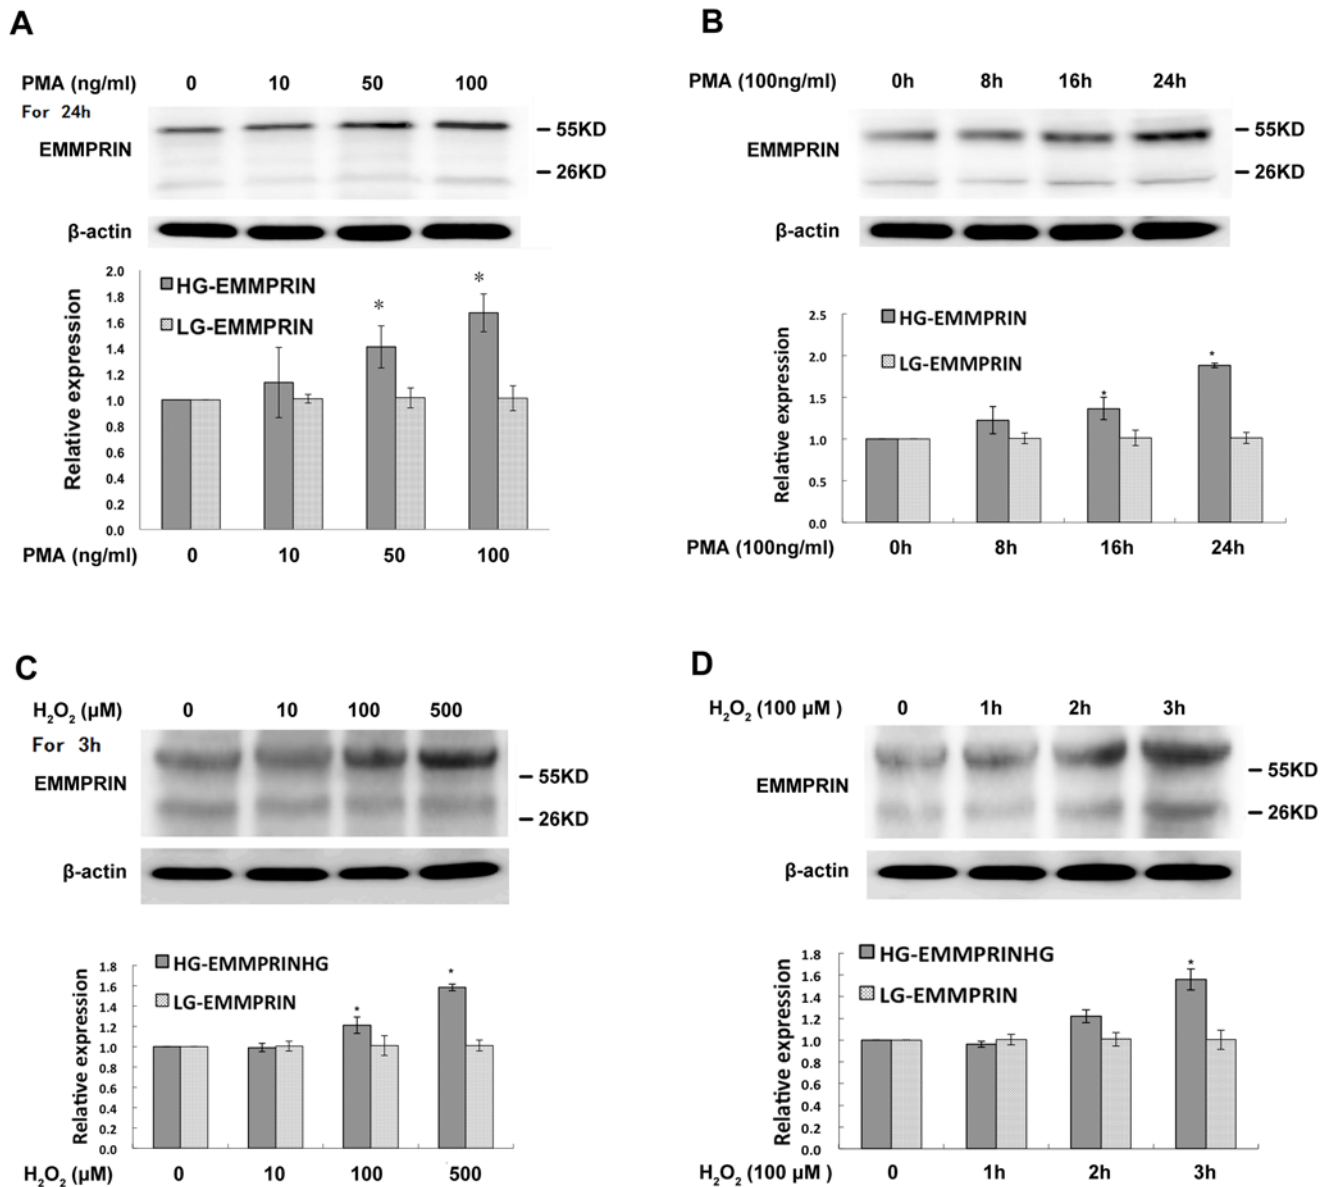 A
PMA (ng/ml) 0 10 50 100
For 24h
EMMPRIN
55KD
26KD
β-actin
HG-EMMPRIN
LG-EMMPRIN
Relative expression
2.0
1.8
1.6
1.4
1.2
1.0
0.8
0.6
0.4
0.2
0.0
* *
PMA (ng/ml) 0 10 50 100
B
PMA (100ng/ml) 0h 8h 16h 24h
EMMPRIN
55KD
26KD
β-actin
HG-EMMPRIN
LG-EMMPRIN
Relative expression
2.5
2.0
1.5
1.0
0.5
0.0
* *
PMA (100ng/ml) 0h 8h 16h 24h
C
H₂O₂ (µM) 0 10 100 500
For 3h
EMMPRIN
55KD
26KD
β-actin
HG-EMMPRINHG
LG-EMMPRIN
Relative expression
1.8
1.6
1.4
1.2
1.0
0.8
0.6
0.4
0.2
0.0
* *
H₂O₂ (µM) 0 10 100 500
D
H₂O₂ (100 µM ) 0 1h 2h 3h
EMMPRIN
55KD
26KD
β-actin
HG-EMMPRINHG
LG-EMMPRIN
Relative expression
1.8
1.6
1.4
1.2
1.0
0.8
0.6
0.4
0.2
0.0
*
H₂O₂ (100 µM ) 0 1h 2h 3h